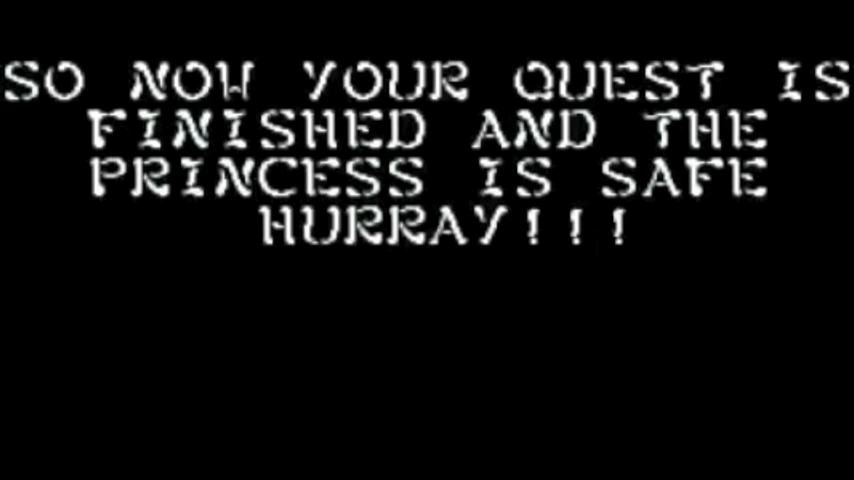 SO NOW YOUR QUEST IS
FINISHED AND THE
PRINCESS IS SAFE
HURRAY!!!